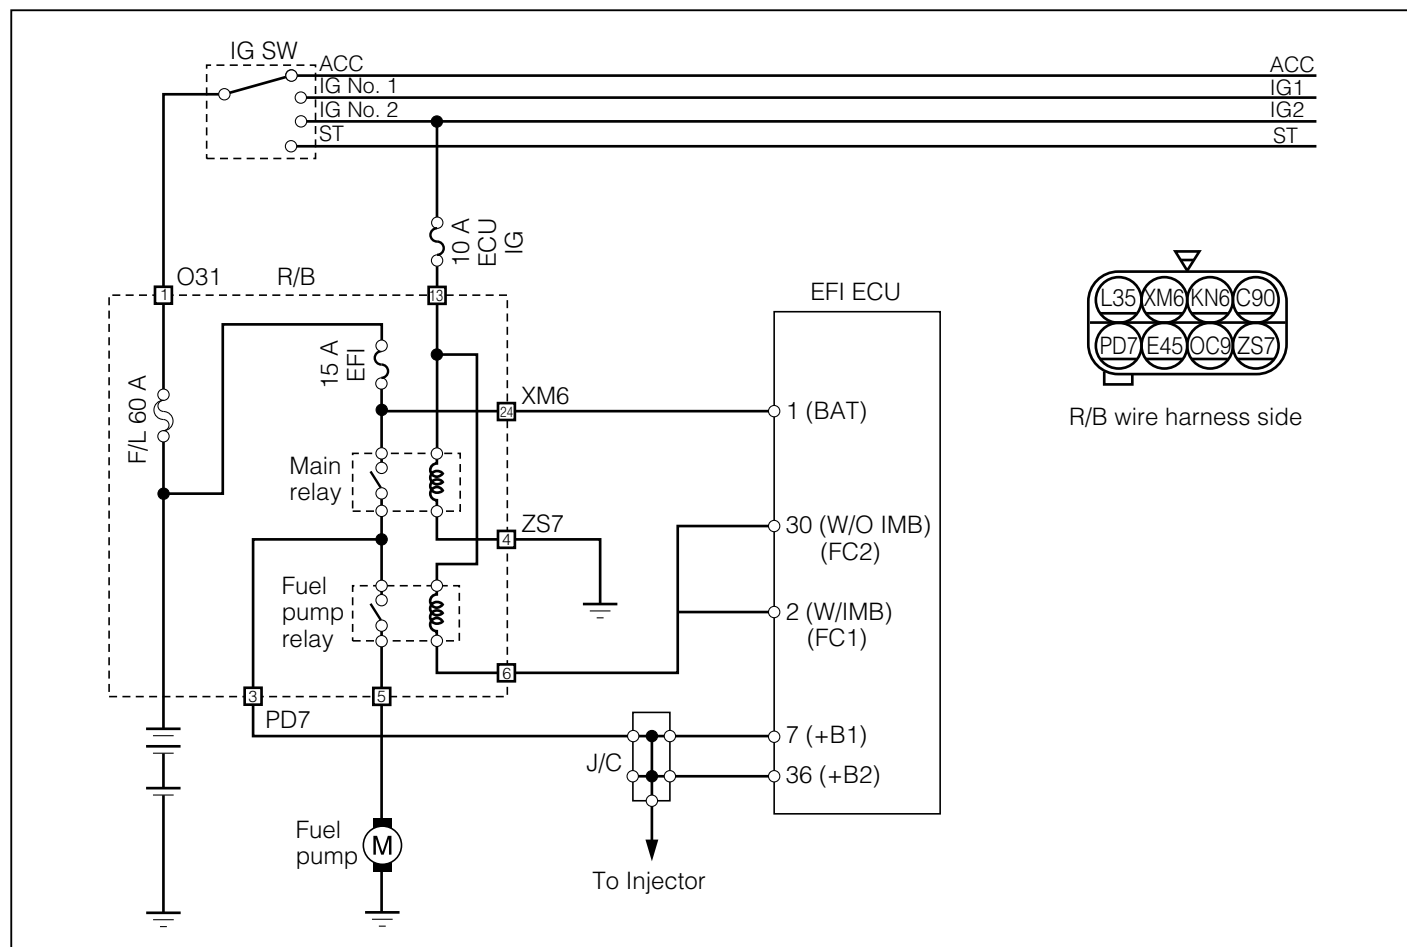 IG SW
ACC
ACC
IG No. 1
IG1
IG No. 2
IG2
ST
ST
10 A
ECU
IG
1
O31
R/B
13
EFI ECU
15 A
EFI
F/L 60 A
XM6
24
1 (BAT)
Main
relay
ZS7
4
30 (W/O IMB)
(FC2)
Fuel
pump
relay
2 (W/IMB)
(FC1)
6
3
5
PD7
J/C
7 (+B1)
36 (+B2)
Fuel
pump
M
To Injector
L35 XM6 KN6 C90
PD7 E45 OC9 ZS7
R/B wire harness side